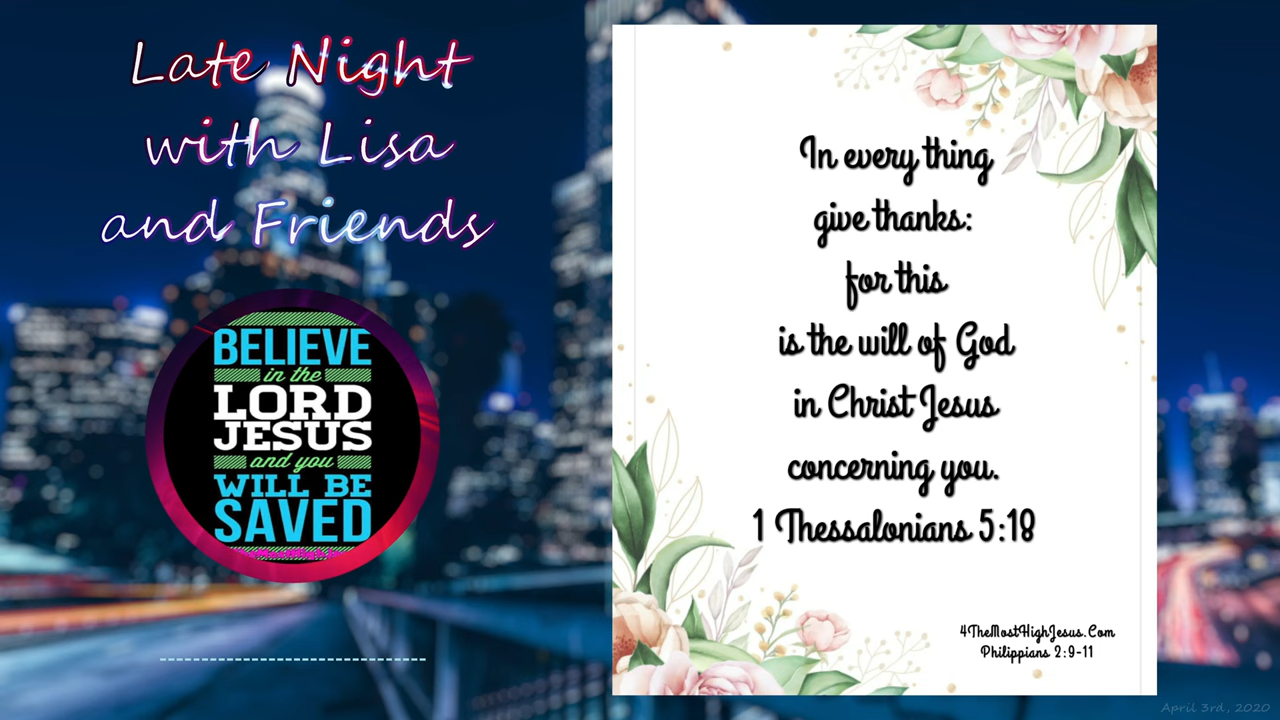 Late Night
with Lisa
and Friends
BELIEVE
in the
LORD
JESUS
and you
WILL BE
SAVED
In every thing
give thanks:
for this
is the will of God
in Christ Jesus
concerning you.
1 Thessalonians 5:18
4TheMostHighJesus.Com
Philippians 2:9-11
April 3rd, 2020